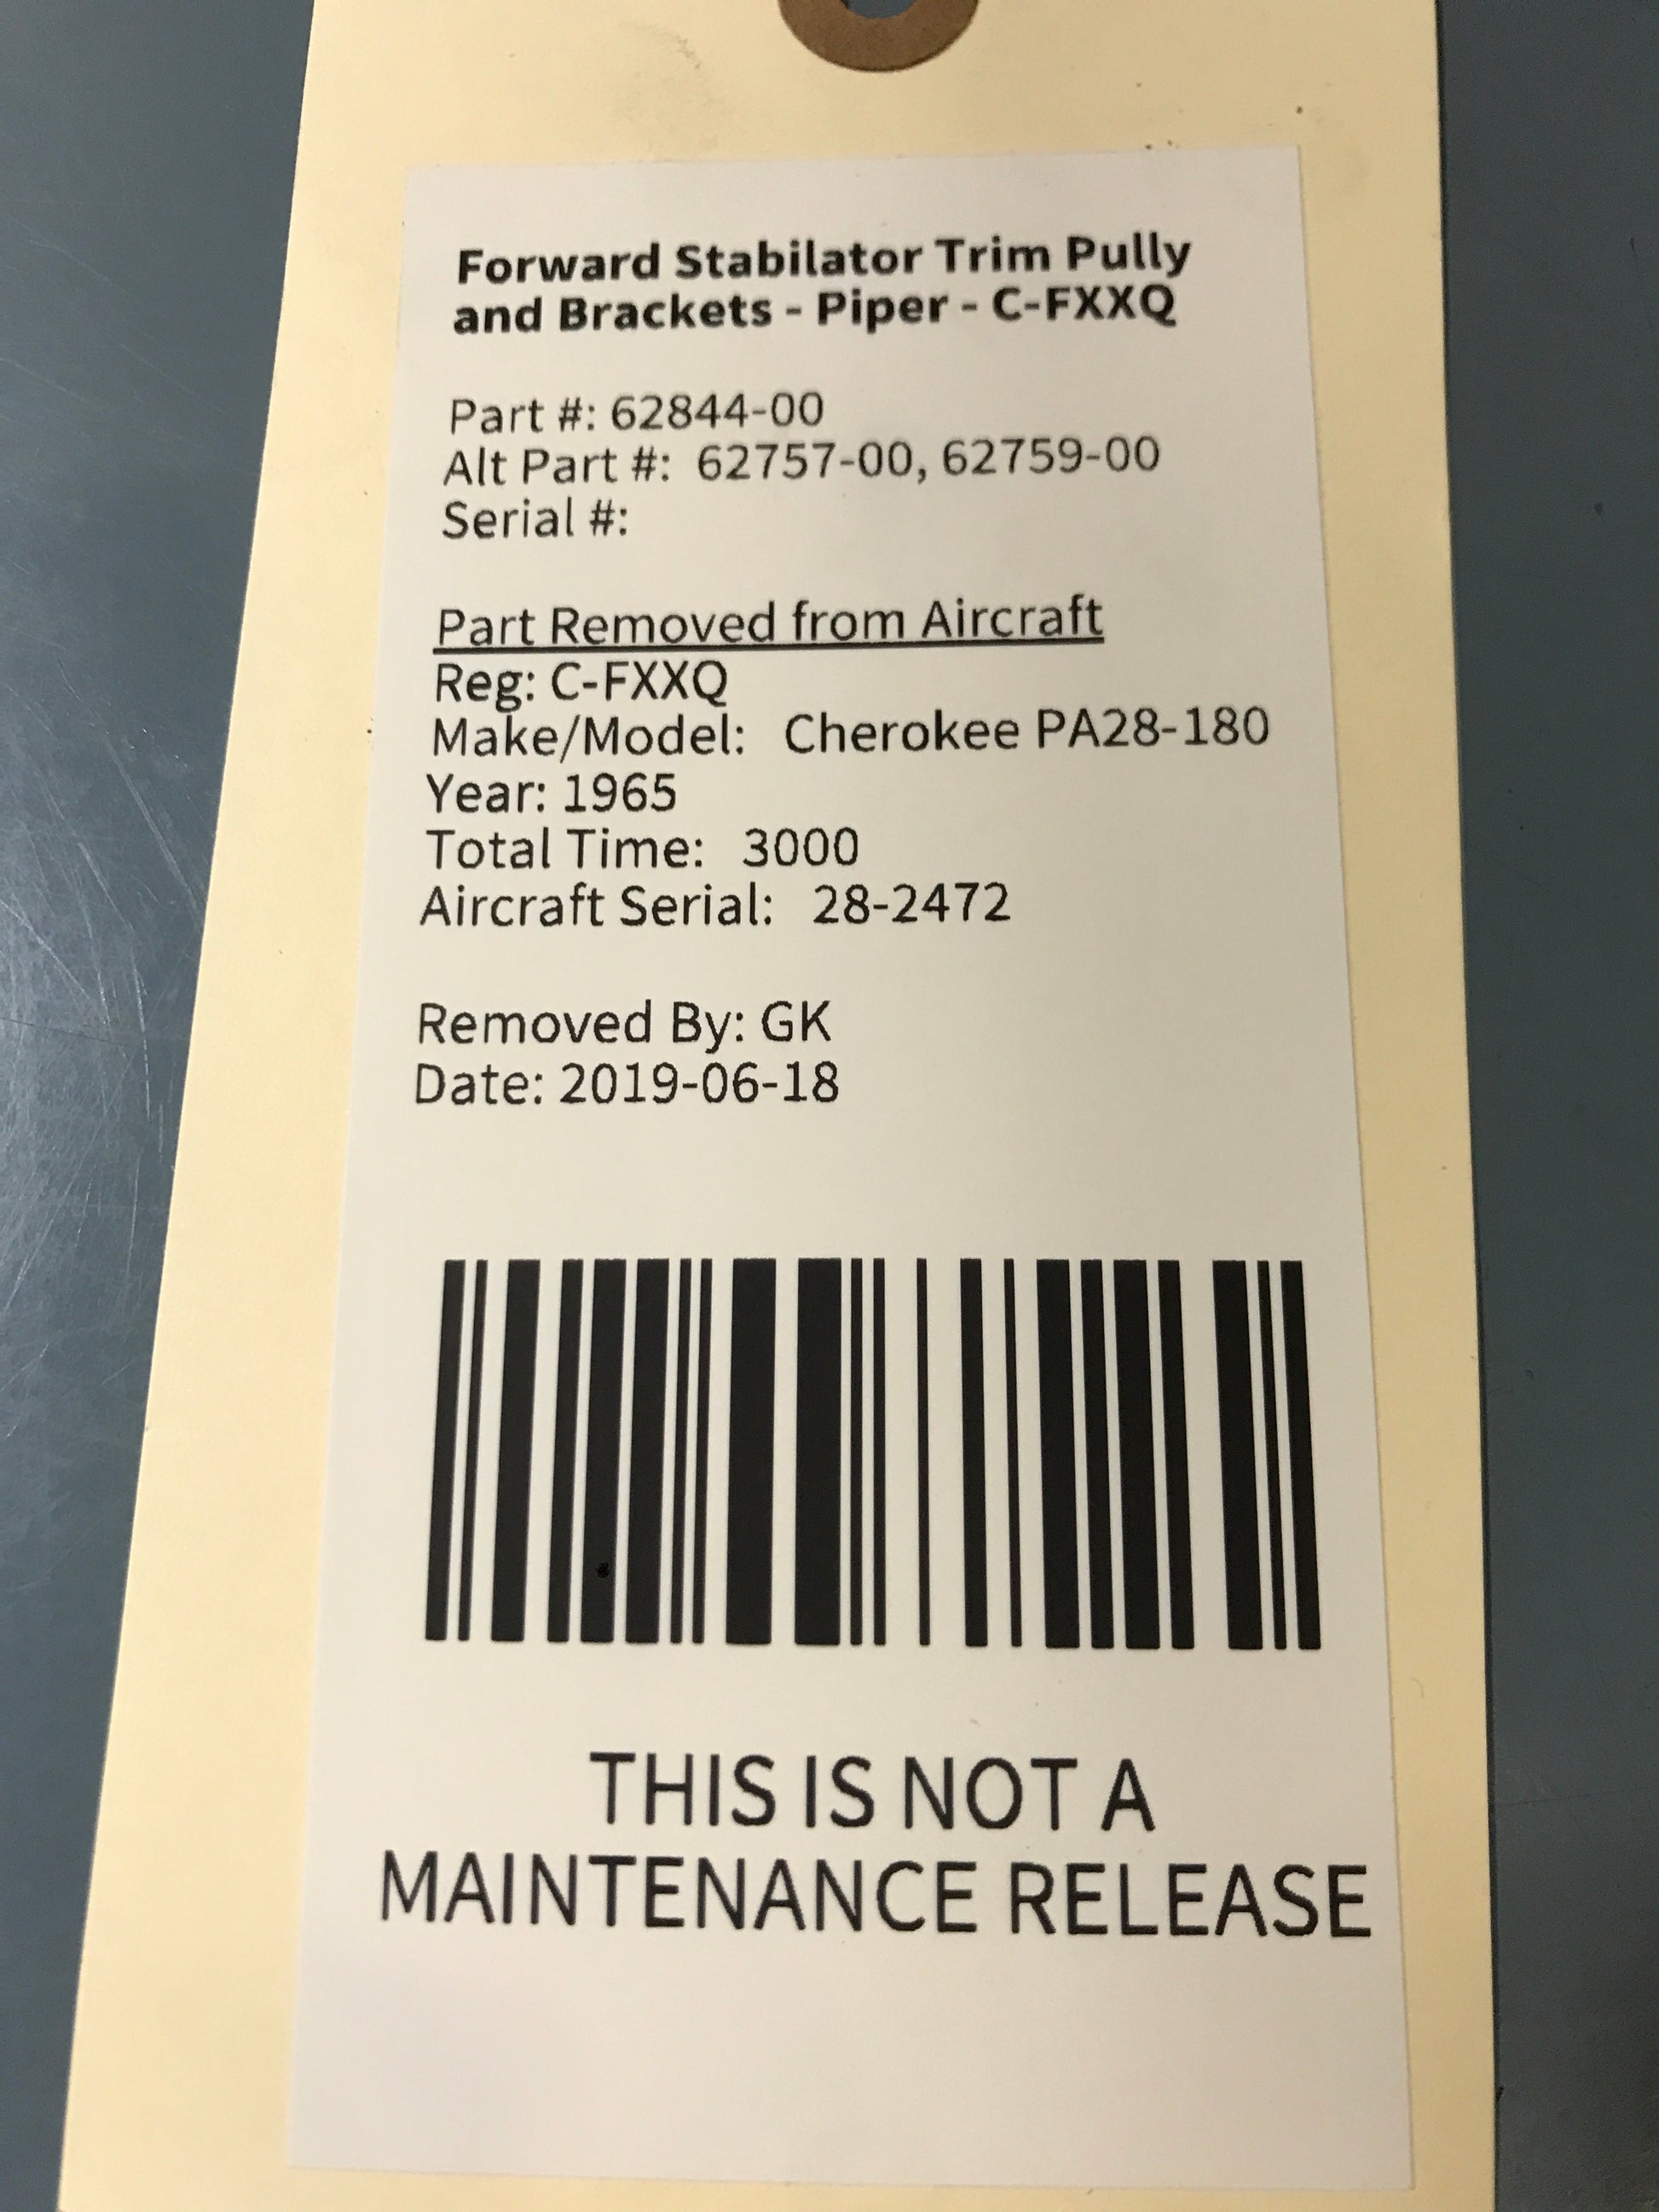 Forward Stabilator Trim Pully
and Brackets - Piper - C-FXXQ
Part #: 62844-00
Alt Part #: 62757-00, 62759-00
Serial #:
Part Removed from Aircraft
Reg: C-FXXQ
Make/Model: Cherokee PA28-180
Year: 1965
Total Time: 3000
Aircraft Serial: 28-2472
Removed By: GK
Date: 2019-06-18
THIS IS NOT A
MAINTENANCE RELEASE